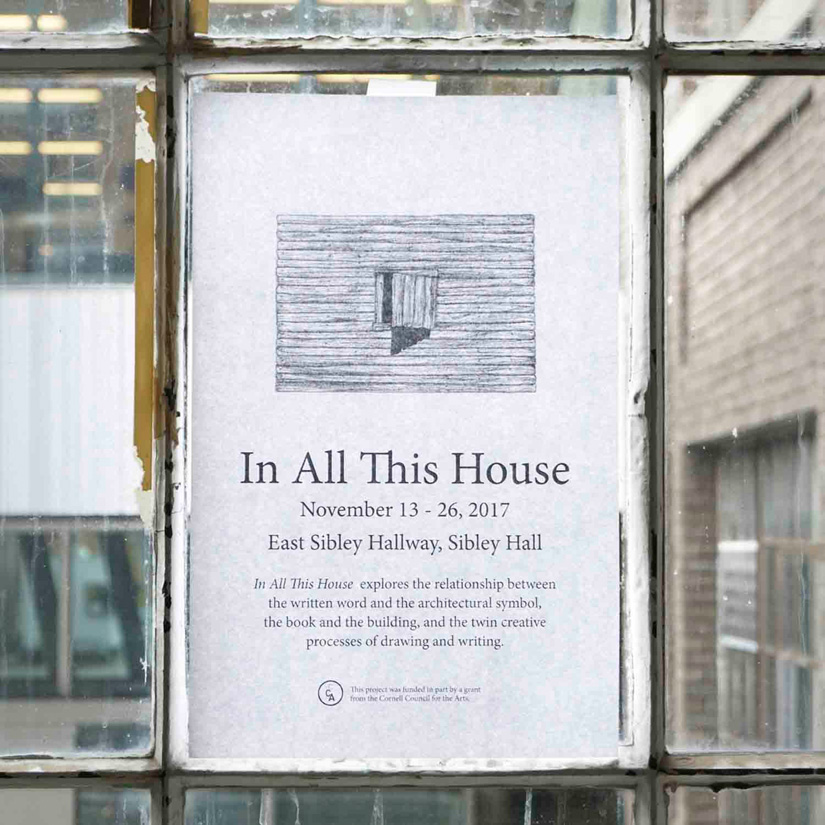 In All This House
November 13 - 26, 2017
East Sibley Hallway, Sibley Hall
In All This House explores the relationship between
the written word and the architectural symbol,
the book and the building, and the twin creative
processes of drawing and writing.
CA
This project was funded in part by a grant
from the Cornell Council for the Arts.